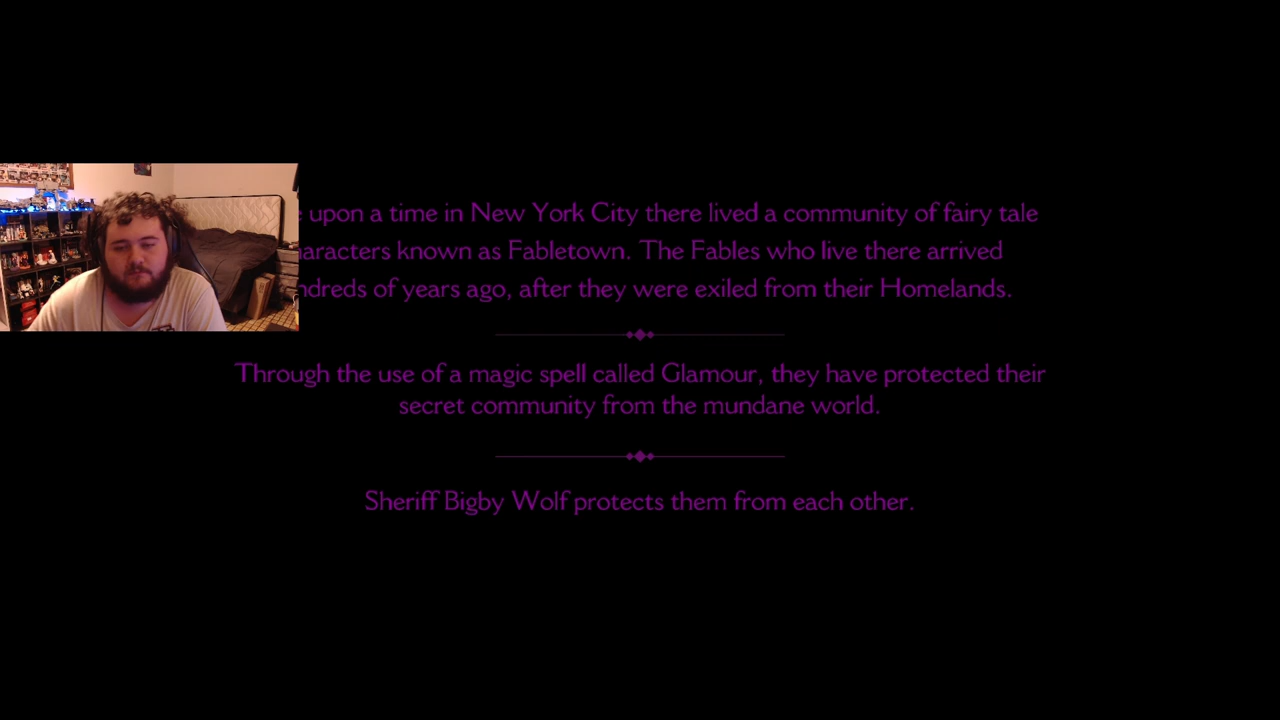 upon a time in New York City there lived a community of fairy tale
known as Fabletown. The Fables who live there arrived
of years ago, after they were exiled from their Homelands.
Through the use of a magic spell called Glamour, they have protected their
secret community from the mundane world.
Sheriff Bigby Wolf protects them from each other.